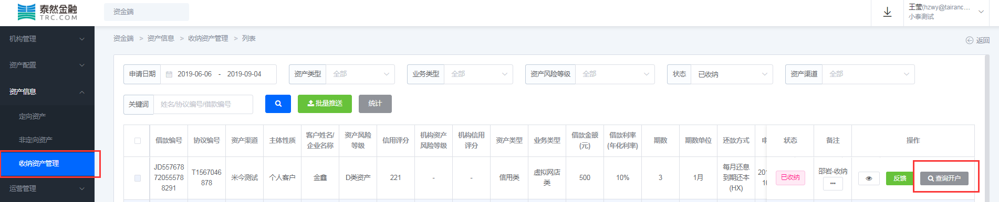 泰然金融
TRC.COM
资金端
王莹(hzwy@tairanc...
小泰测试
机构管理
资产配置
资产信息
定向资产
非定向资产
收纳资产管理
运营管理
资金端 > 资产信息 > 收纳资产管理 > 列表
返回
申请日期 2019-06-06 - 2019-09-04
资产类型 全部
业务类型 全部
资产风险等级 全部
状态 已收纳
资产渠道 全部
关键词 姓名/协议编号/借款编号
批量推送
统计
借款编号
协议编号
资产渠道
主体性质
客户姓名/
企业名称
资产风险
等级
信用评分
机构资产
风险等级
机构信用
评分
资产类型
业务类型
借款金额
(元)
借款利率
(年化利率)
期数
期数单位
还款方式
申
状态
备注
操作
JD557678
72055578
8291
T1567046
878
米今测试
个人客户
金鑫
D类资产
221
-
-
信用类
虚拟网店
类
500
10%
3
1月
每月还息
到期还本
(HX)
201
10
已收纳
邵岩-收纳
...
反馈
查询开户